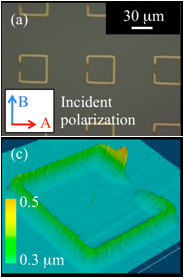 (a)
30 μm
B
A
Incident
polarization
(c)
0.5
0.3 μm